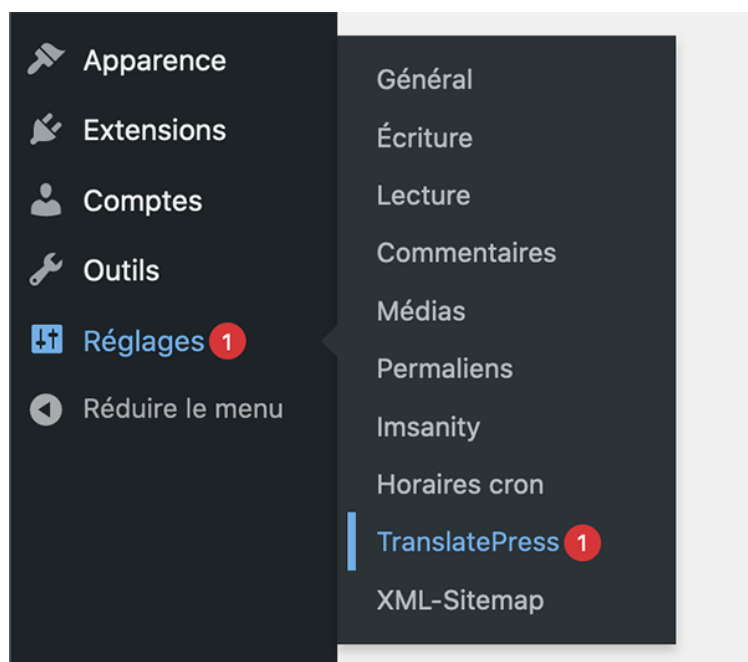 Apparence
Extensions
Comptes
Outils
Réglages 1
Réduire le menu
Général
Écriture
Lecture
Commentaires
Médias
Permaliens
Imsanity
Horaires cron
TranslatePress 1
XML-Sitemap